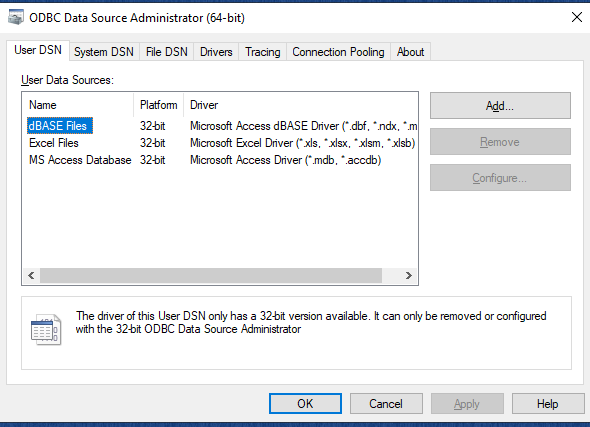 ODBC Data Source Administrator (64-bit)
User DSN System DSN File DSN Drivers Tracing Connection Pooling About
User Data Sources:
Name Platform Driver
dBASE Files 32-bit Microsoft Access dBASE Driver (*.dbf, *.ndx, *.m
Excel Files 32-bit Microsoft Excel Driver (*.xls, *.xlsx, *.xlsm, *.xlsb)
MS Access Database 32-bit Microsoft Access Driver (*.mdb, *.accdb)
Add...
Remove
Configure...
The driver of this User DSN only has a 32-bit version available. It can only be removed or configured
with the 32-bit ODBC Data Source Administrator
OK Cancel Apply Help